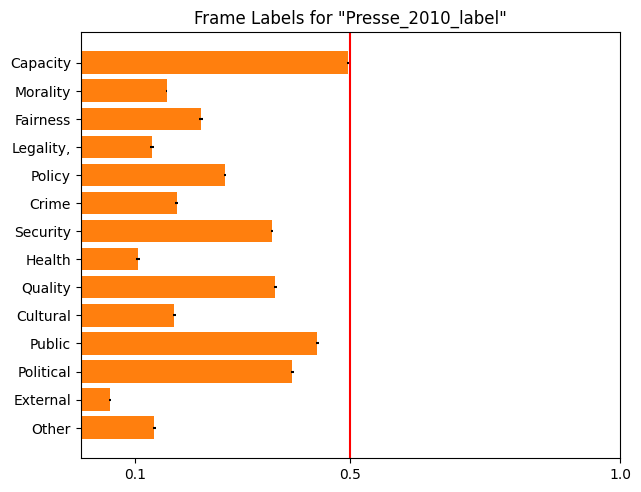 Frame Labels for "Presse_2010_label"
Capacity
Morality
Fairness
Legality,
Policy
Crime
Security
Health
Quality
Cultural
Public
Political
External
Other
0.1 0.5 1.0